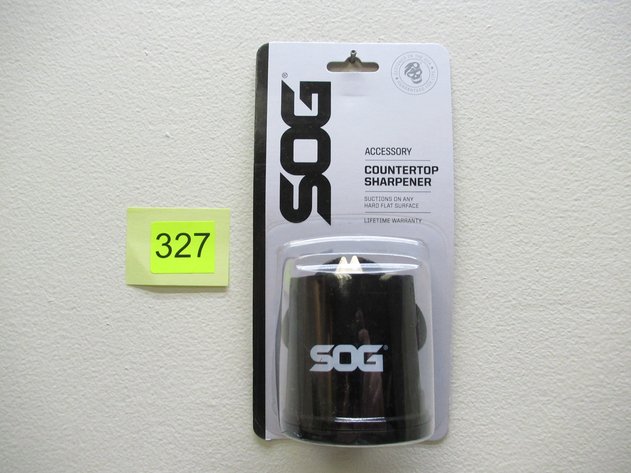 SOG®
ACCESSORY
COUNTERTOP
SHARPENER
SUCTIONS ON ANY
HARD FLAT SURFACE
LIFETIME WARRANTY
327
SOG®